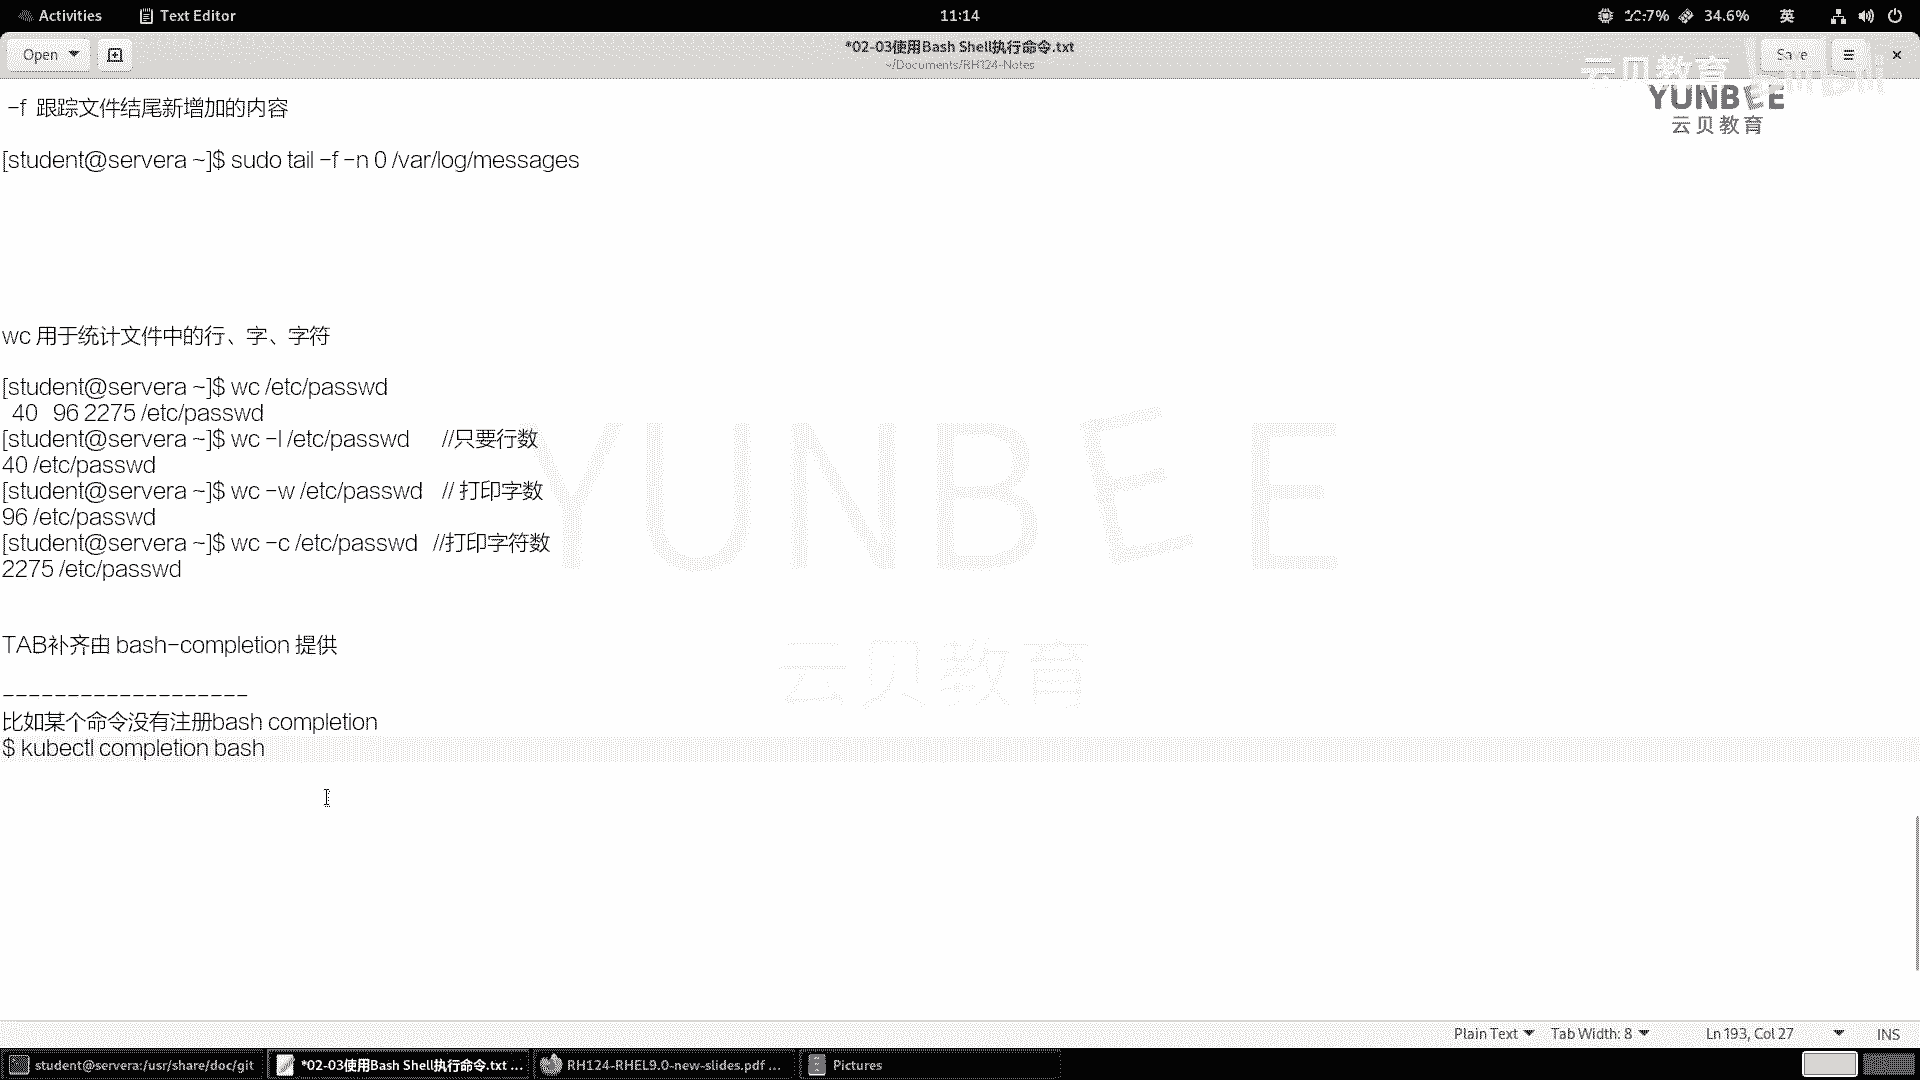 Activities
Text Editor
11:14
34.6%
英
Open
*02-03使用Bash Shell执行命令.txt
~/Documents/RH124-Notes
Save
云贝教育
YUNBEE
云贝教育
-f 跟踪文件结尾新增加的内容
[student@servera ~]$ sudo tail -f -n 0 /var/log/messages
wc 用于统计文件中的行、字、字符
[student@servera ~]$ wc /etc/passwd
40 96 2275 /etc/passwd
[student@servera ~]$ wc -l /etc/passwd //只要行数
40 /etc/passwd
[student@servera ~]$ wc -w /etc/passwd // 打印字数
96 /etc/passwd
[student@servera ~]$ wc -c /etc/passwd //打印字符数
2275 /etc/passwd
YUNBEE
云贝教育
TAB补齐由 bash-completion 提供
-------------------
比如某个命令没有注册bash completion
$ kubectl completion bash
Plain Text
Tab Width: 8
Ln 193, Col 27
INS
student@servera:/usr/share/doc/git
*02-03使用Bash Shell执行命令.txt ...
RH124-RHEL9.0-new-slides.pdf ...
Pictures